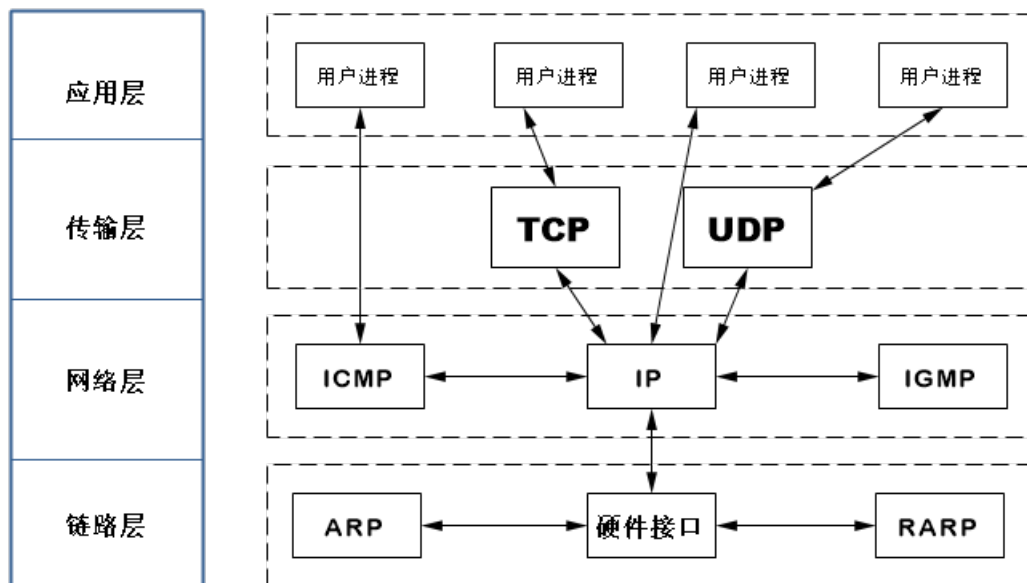 应用层
用户进程
用户进程
用户进程
用户进程
传输层
TCP
UDP
网络层
ICMP
IP
IGMP
链路层
ARP
硬件接口
RARP